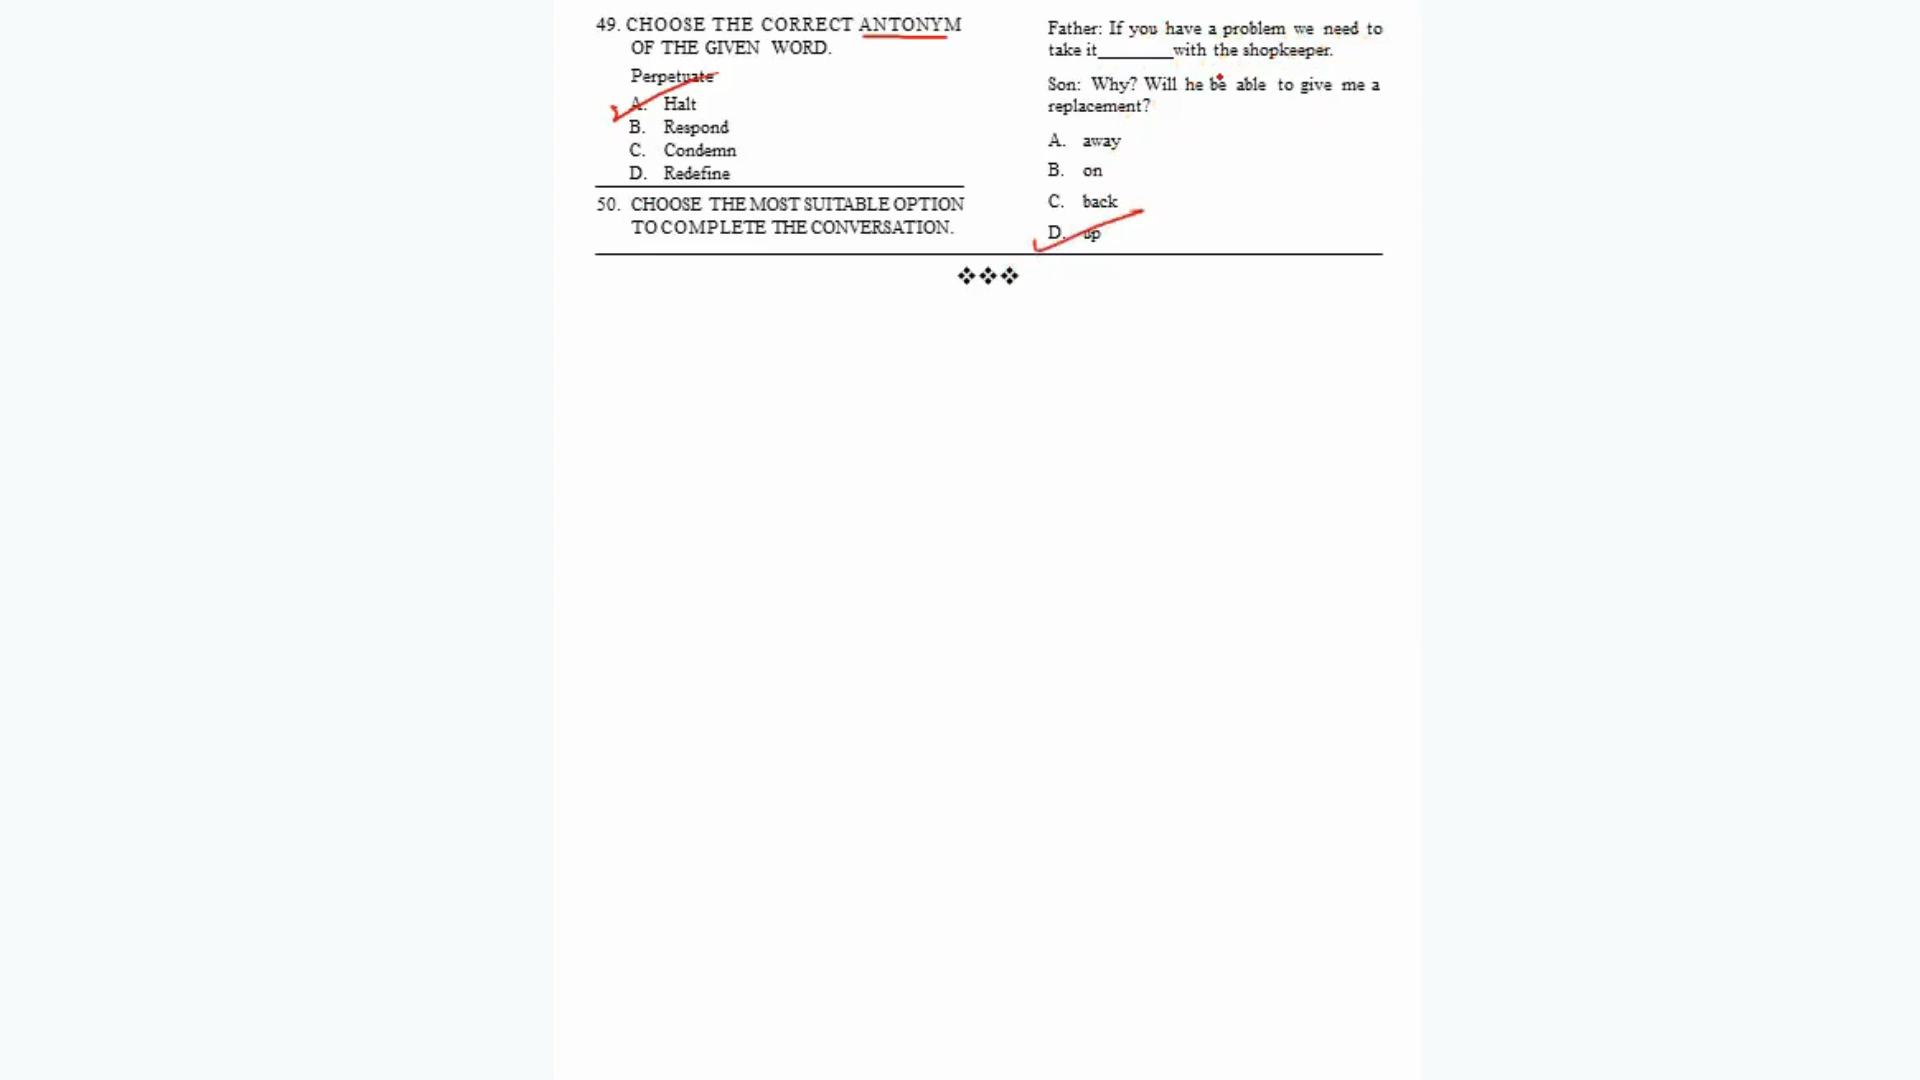 49. CHOOSE THE CORRECT ANTONYM
OF THE GIVEN WORD.
Perpetuate
A. Halt
B. Respond
C. Condemn
D. Redefine
50. CHOOSE THE MOST SUITABLE OPTION
TO COMPLETE THE CONVERSATION.
Father: If you have a problem we need to
take it________with the shopkeeper.
Son: Why? Will he be able to give me a
replacement?
A. away
B. on
C. back
D. up